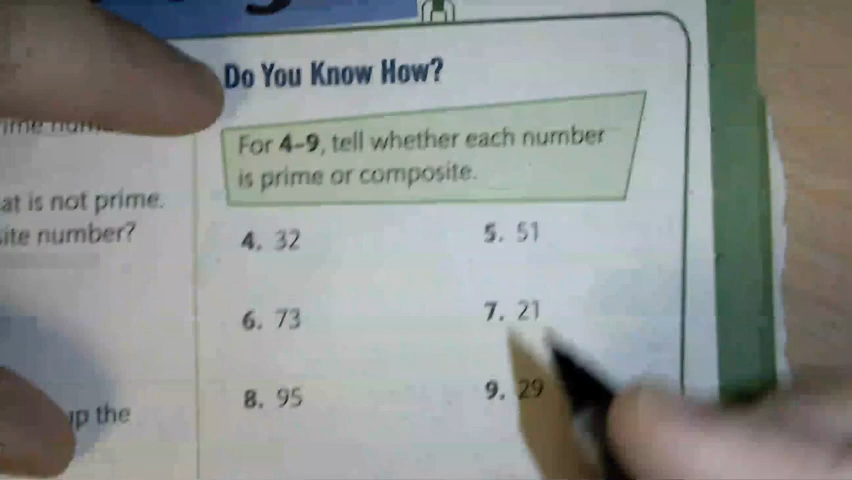 Do You Know How?
For 4–9, tell whether each number
is prime or composite.
at is not prime.
ite number?
4. 32
5. 51
6. 73
7. 21
8. 95
9. 29
up the